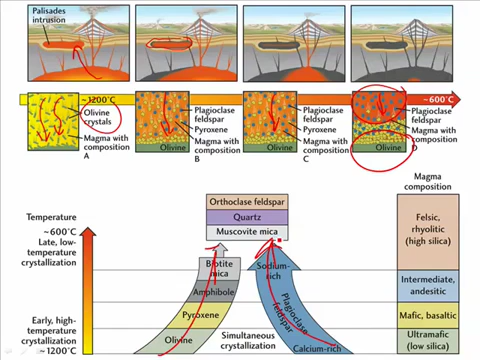 Palisades
intrusion
~1200°C
~600°C
Olivine
crystals
Magma with
composition
A
Plagioclase
feldspar
Pyroxene
Magma with
composition
B
Olivine
Plagioclase
feldspar
Pyroxene
Magma with
composition
C
Olivine
Plagioclase
feldspar
Magma with
composition
D
Olivine
Magma
composition
Temperature
~600°C
Late, low-
temperature
crystallization
Early, high-
temperature
crystallization
~1200°C
Orthoclase feldspar
Quartz
Muscovite mica
Biotite
mica
Amphibole
Pyroxene
Olivine
Sodium-
rich
Plagioclase
feldspar
Calcium-rich
Simultaneous
crystallization
Felsic,
rhyolitic
(high silica)
Intermediate,
andesitic
Mafic, basaltic
Ultramafic
(low silica)